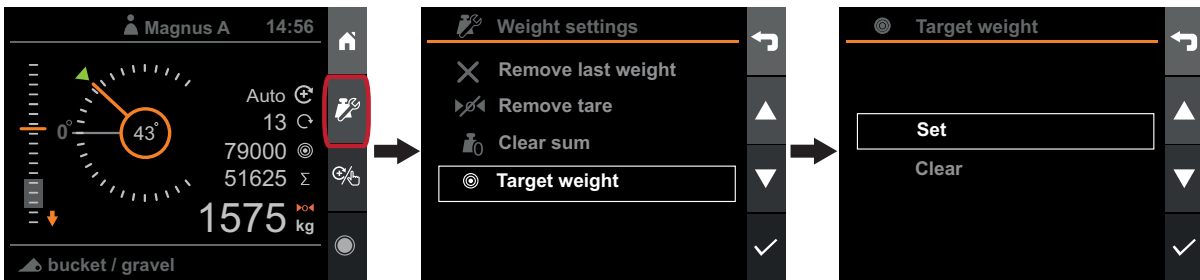 Magnus A 14:56
Auto
13
0°
43°
79000
51625 Σ
1575 kg
bucket / gravel
Weight settings
Remove last weight
Remove tare
0 Clear sum
Target weight
Target weight
Set
Clear